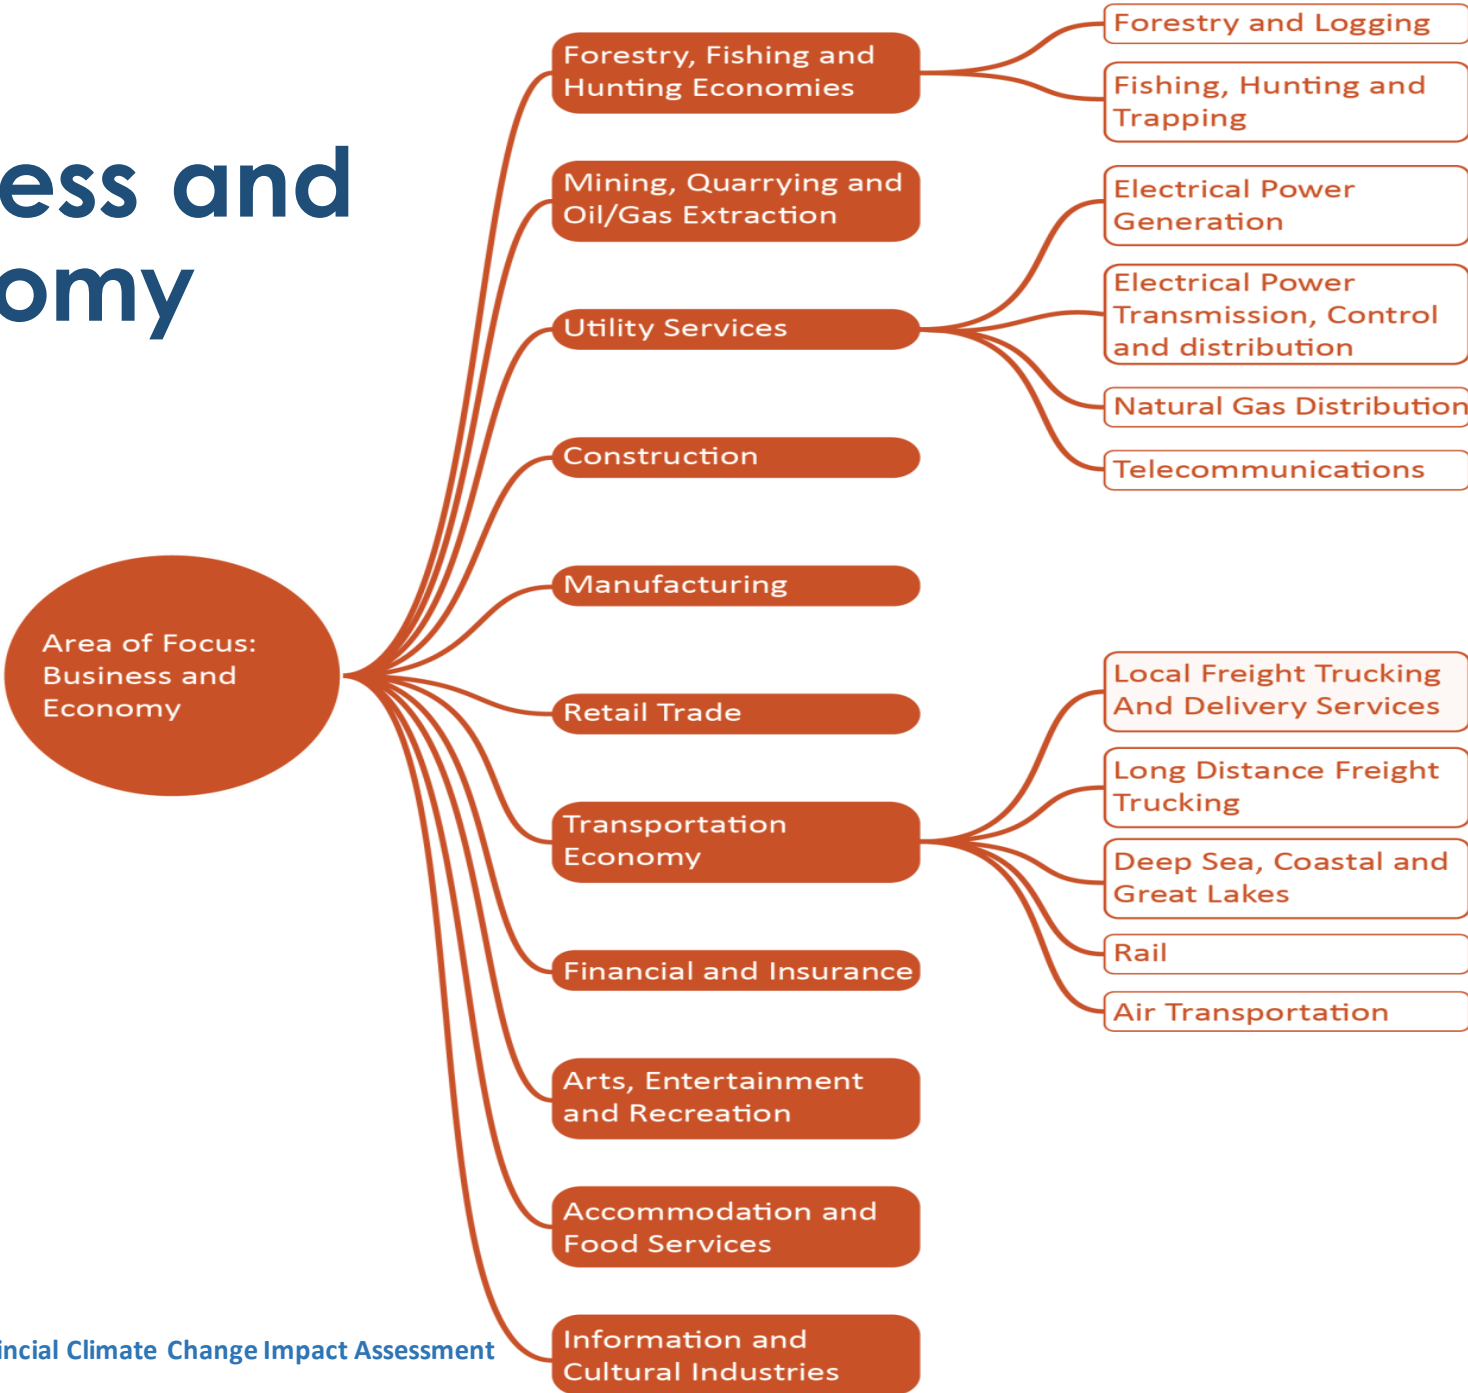 ess and
omy
Area of Focus:
Business and
Economy
Forestry, Fishing and
Hunting Economies
Forestry and Logging
Fishing, Hunting and
Trapping
Mining, Quarrying and
Oil/Gas Extraction
Utility Services
Electrical Power
Generation
Electrical Power
Transmission, Control
and distribution
Natural Gas Distribution
Telecommunications
Construction
Manufacturing
Retail Trade
Transportation
Economy
Local Freight Trucking
And Delivery Services
Long Distance Freight
Trucking
Deep Sea, Coastal and
Great Lakes
Rail
Air Transportation
Financial and Insurance
Arts, Entertainment
and Recreation
Accommodation and
Food Services
Information and
Cultural Industries
incial Climate Change Impact Assessment